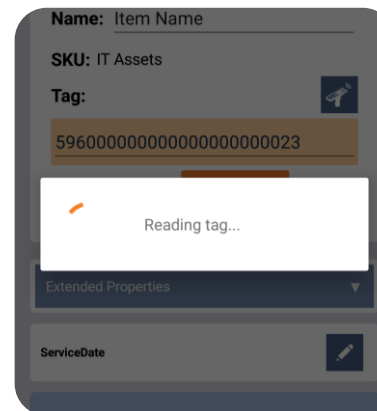 Name: Item Name
SKU: IT Assets
Tag:
596000000000000000000023
Reading tag...
Extended Properties
ServiceDate